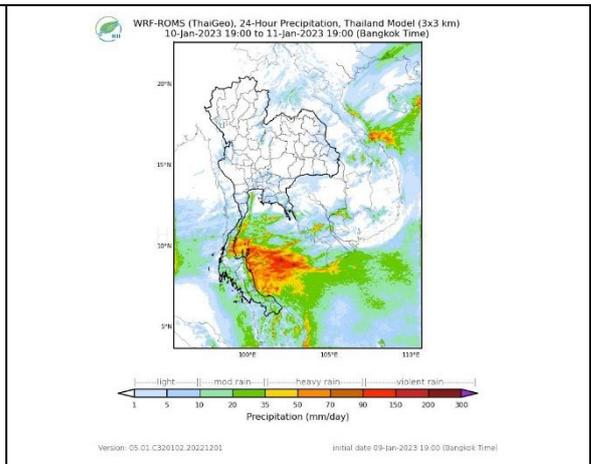 WRF-ROMS (ThaiGeo), 24-Hour Precipitation, Thailand Model (3x3 km)
10-Jan-2023 19:00 to 11-Jan-2023 19:00 (Bangkok Time)
HII
20°N
15°N
10°N
5°N
100°E 105°E 110°E
light mod rain heavy rain violent rain
1 5 10 20 35 50 70 90 150 200 300
Precipitation (mm/day)
Version: 05.01.C320102.20221201 initial date 09-Jan-2023 19:00 (Bangkok Time)